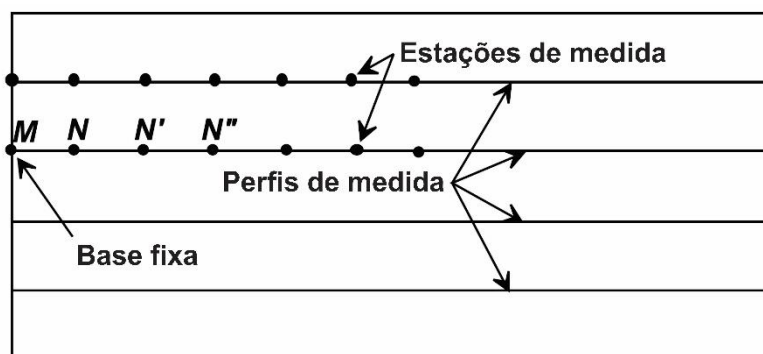 Estações de medida
M N N' N"
Perfis de medida
Base fixa